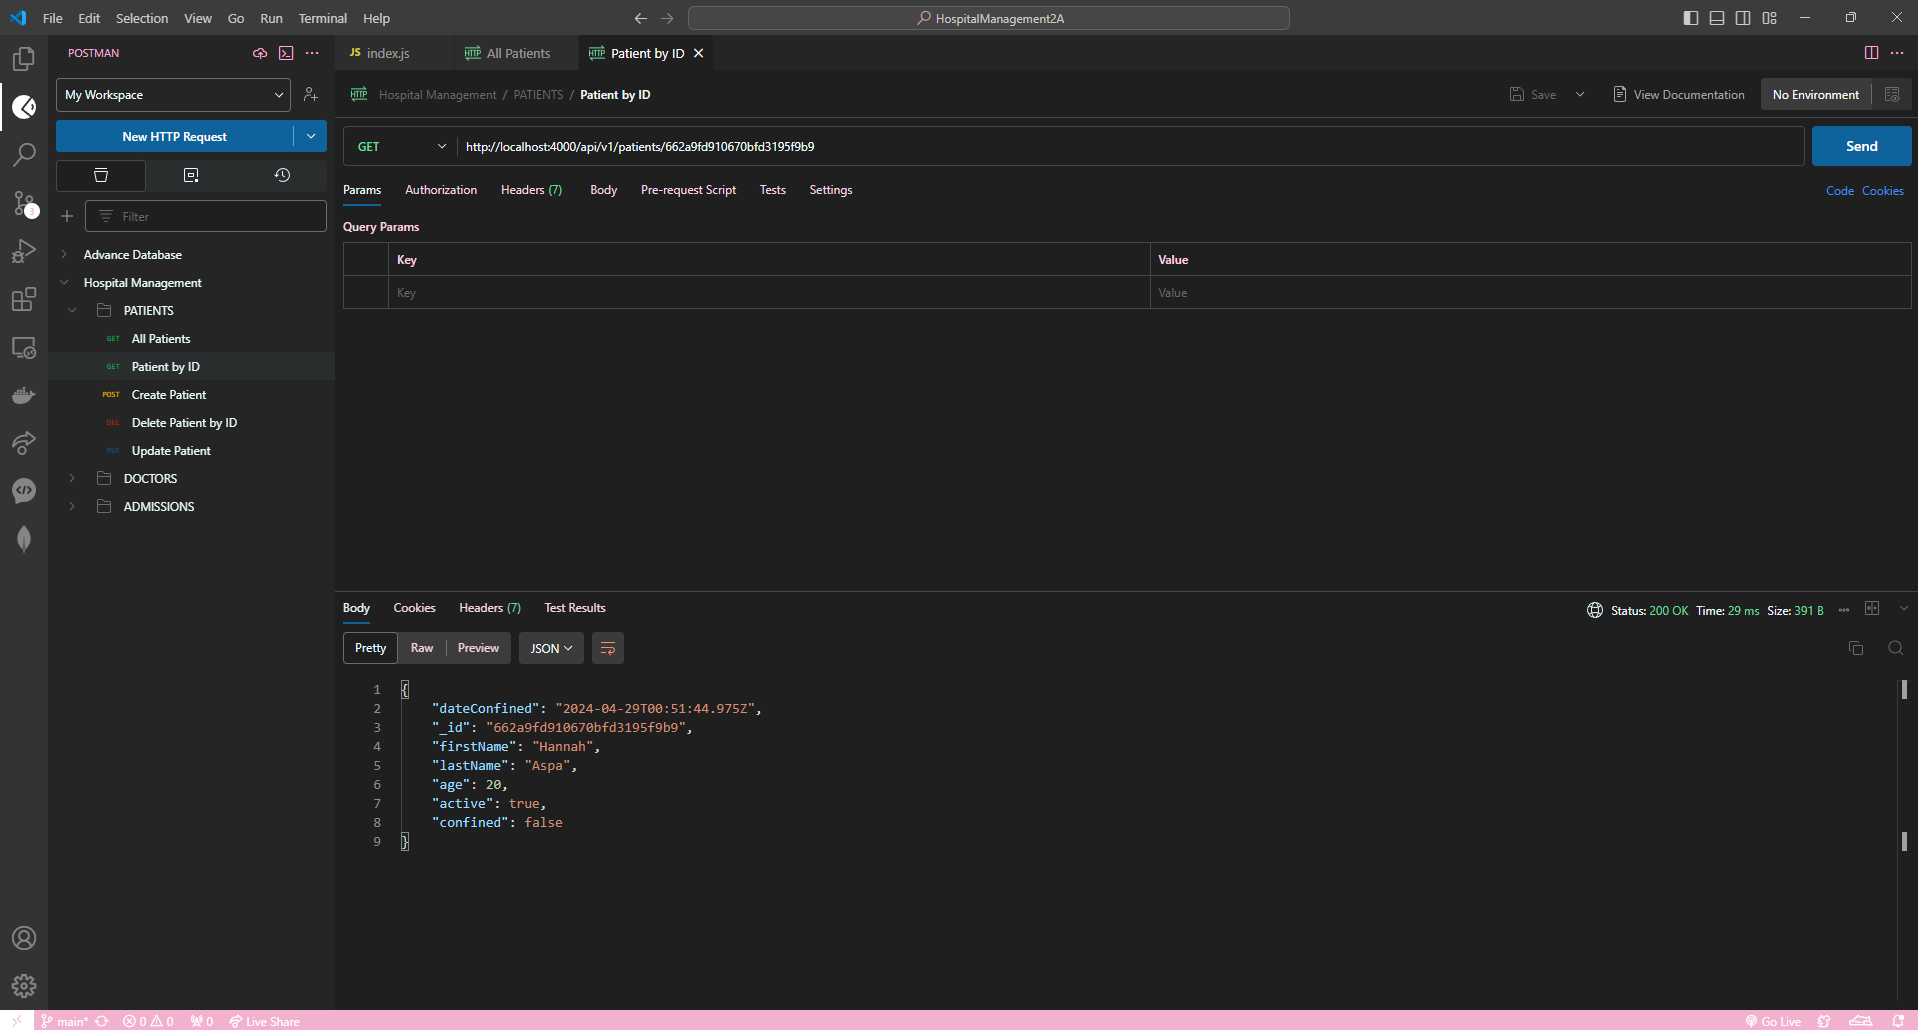 File Edit Selection View Go Run Terminal Help
HospitalManagement2A
POSTMAN
My Workspace
New HTTP Request
Filter
3
Advance Database
Hospital Management
PATIENTS
GET All Patients
GET Patient by ID
POST Create Patient
DEL Delete Patient by ID
PUT Update Patient
DOCTORS
ADMISSIONS
JS index.js
HTTP All Patients
HTTP Patient by ID
HTTP Hospital Management / PATIENTS / Patient by ID
Save
View Documentation
No Environment
GET http://localhost:4000/api/v1/patients/662a9fd910670bfd3195f9b9
Send
Params Authorization Headers (7) Body Pre-request Script Tests Settings
Code Cookies
Query Params
Key Value
Key Value
Body Cookies Headers (7) Test Results
Status: 200 OK Time: 29 ms Size: 391 B
Pretty Raw Preview JSON
1 {
2 "dateConfined": "2024-04-29T00:51:44.975Z",
3 "_id": "662a9fd910670bfd3195f9b9",
4 "firstName": "Hannah",
5 "lastName": "Aspa",
6 "age": 20,
7 "active": true,
8 "confined": false
9 }
main* 0 0 0 Live Share
Go Live